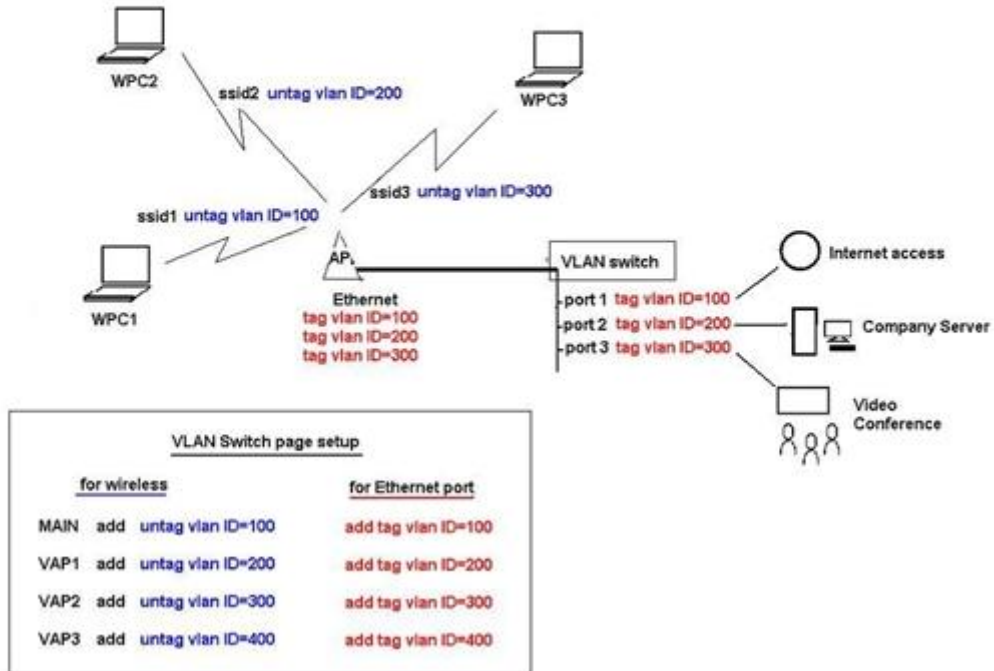 WPC2
WPC3
ssid2 untag vlan ID=200
ssid3 untag vlan ID=300
ssid1 untag vlan ID=100
WPC1
AP
Ethernet
tag vlan ID=100
tag vlan ID=200
tag vlan ID=300
VLAN switch
port 1 tag vlan ID=100
port 2 tag vlan ID=200
port 3 tag vlan ID=300
Internet access
Company Server
Video
Conference
VLAN Switch page setup
for wireless for Ethernet port
MAIN add untag vlan ID=100 add tag vlan ID=100
VAP1 add untag vlan ID=200 add tag vlan ID=200
VAP2 add untag vlan ID=300 add tag vlan ID=300
VAP3 add untag vlan ID=400 add tag vlan ID=400